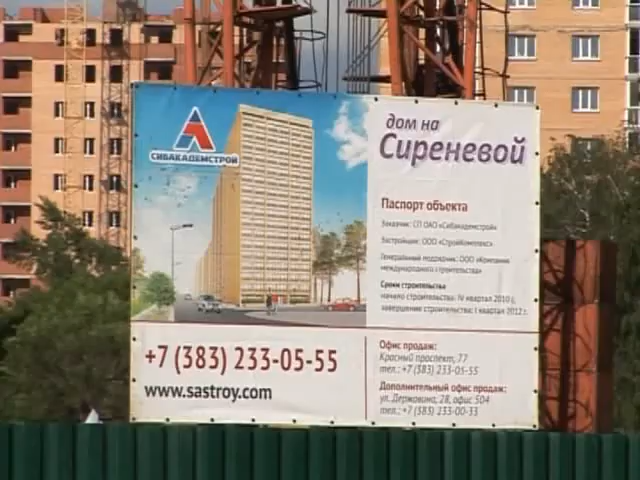 СИБАКАДЕМСТРОЙ
дом на
Сиреневой
Паспорт объекта
Заказчик: СП ОАО «Сибакадемстрой»
Застройщик: ООО «СтройКомплекс»
Генеральный подрядчик: ООО «Компания
международного строительства»
Сроки строительства
начало строительства: IV квартал 2010 г.
завершение строительства: I квартал 2012 г.
+7 (383) 233-05-55
www.sastroy.com
Офис продаж:
Красный проспект, 77
тел.: +7 (383) 233-05-55
Дополнительный офис продаж:
ул. Державина, 28, офис 504
тел.: +7 (383) 233-00-33